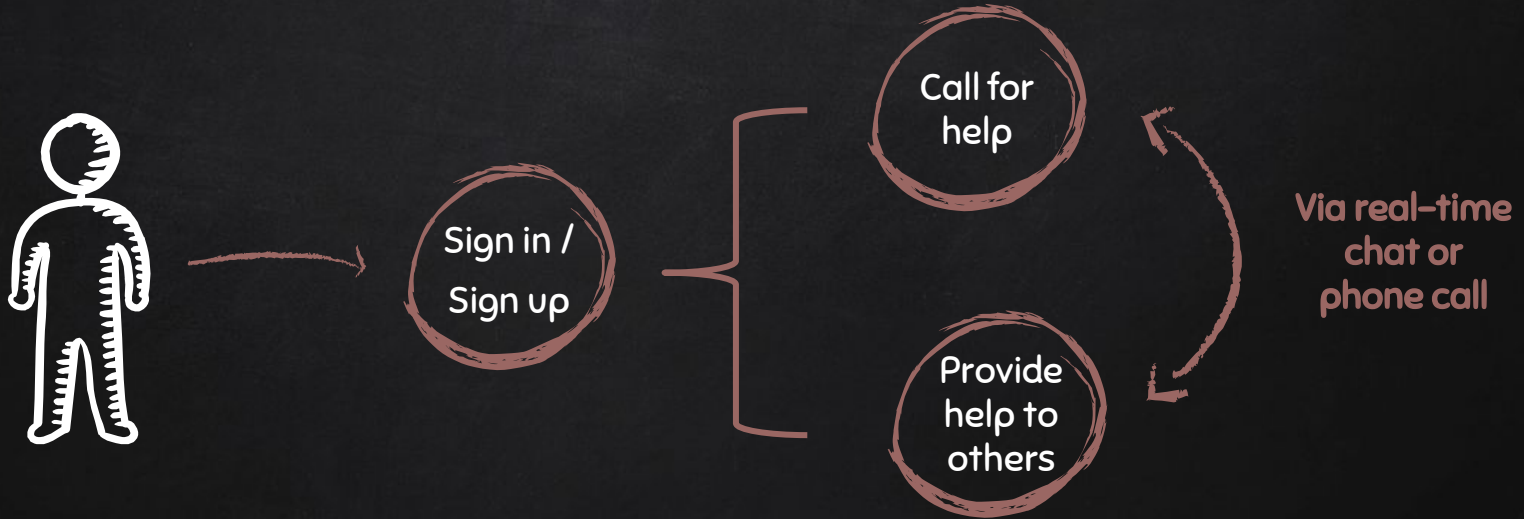 Sign in /
Sign up
Call for
help
Provide
help to
others
Via real-time
chat or
phone call